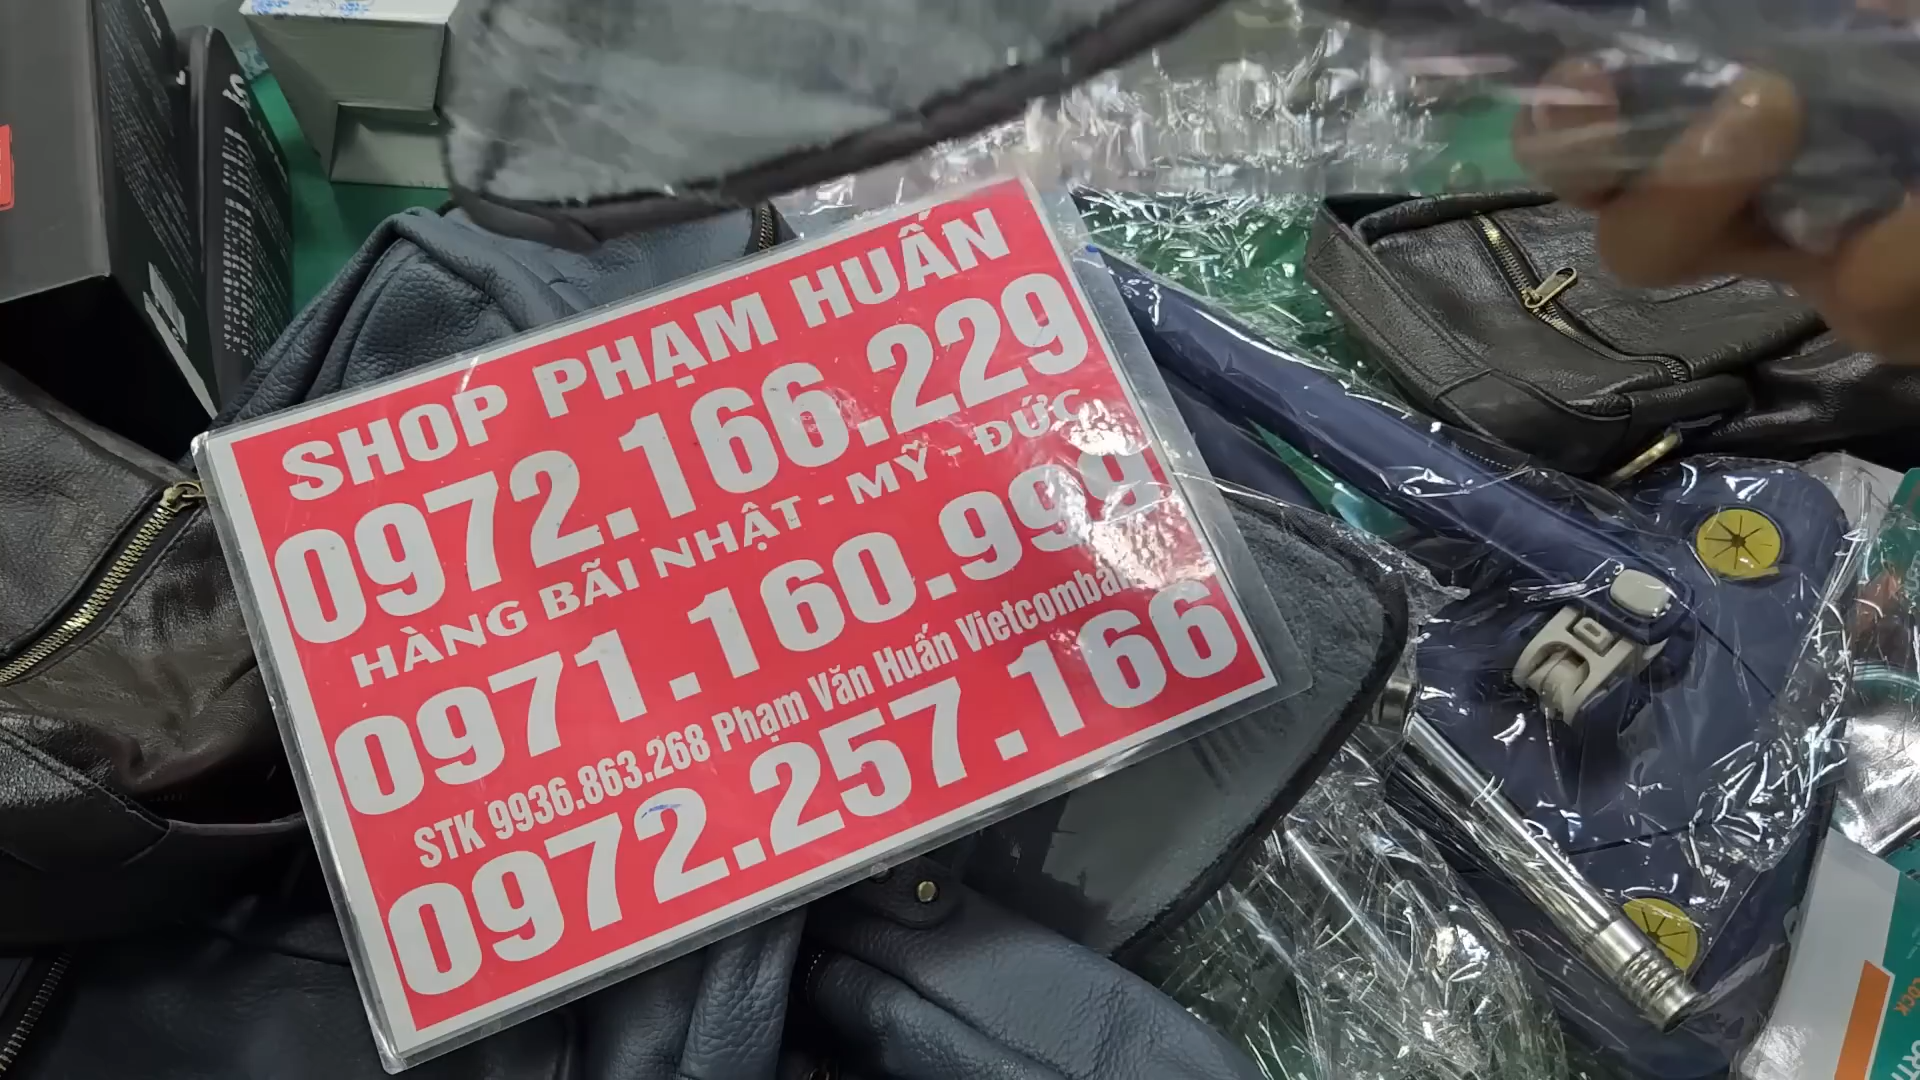 SHOP PHẠM HUẤN
0972.166.229
HÀNG BÃI NHẬT - MỸ - ĐỨC
0971.160.999
STK 9936.863.268 Phạm Văn Huấn Vietcombank
0972.257.166